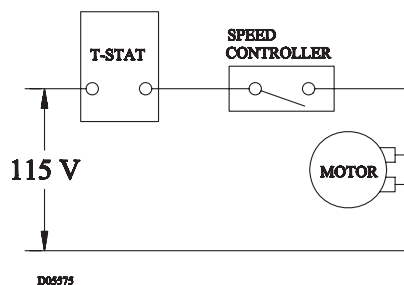 T-STAT
SPEED
CONTROLLER
115 V
MOTOR
D05575